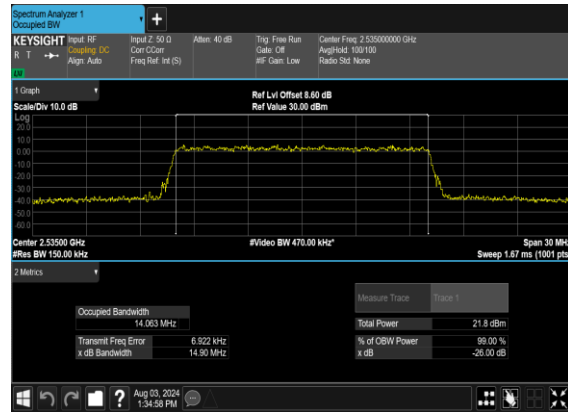 Spectrum Analyzer 1
Occupied BW
+
KEYSIGHT Input: RF Input Z: 50 Ω Atten: 40 dB Trig: Free Run Center Freq: 2.535000000 GHz
R T Coupling: DC Corr CCorr Gate: Off Avg|Hold: 100/100
Align: Auto Freq Ref: Int (S) #IF Gain: Low Radio Std: None
LW
1 Graph
Ref Lvl Offset 8.60 dB
Scale/Div 10.0 dB Ref Value 30.00 dBm
Log
20.0
10.0
0.00
-10.0
-20.0
-30.0
-40.0
-50.0
-60.0
Center 2.53500 GHz #Video BW 470.00 kHz* Span 30 MHz
#Res BW 150.00 kHz Sweep 1.67 ms (1001 pts
2 Metrics
Measure Trace Trace 1
Occupied Bandwidth
14.063 MHz Total Power 21.8 dBm
Transmit Freq Error 6.922 kHz % of OBW Power 99.00 %
x dB Bandwidth 14.90 MHz x dB -26.00 dB
? Aug 03, 2024
1:34:58 PM